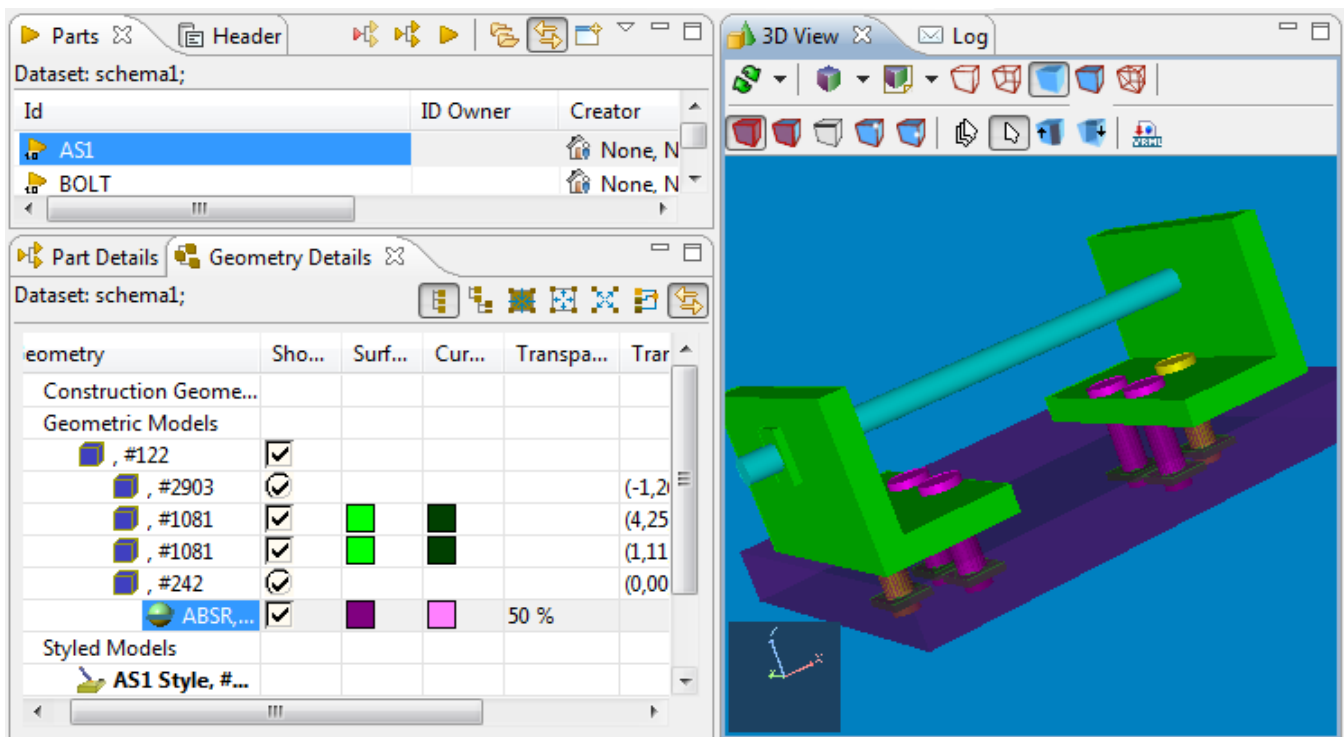 Parts Header
Dataset: schema1;
Id ID Owner Creator
AS1 None, N
BOLT None, N
Part Details Geometry Details
Dataset: schema1;
eometry Sho... Surf... Cur... Transpa... Trar
Construction Geome...
Geometric Models
, #122
, #2903 (-1,2
, #1081 (4,25
, #1081 (1,11
, #242 (0,00
ABSR,... 50 %
Styled Models
AS1 Style, #...
3D View Log
VRML